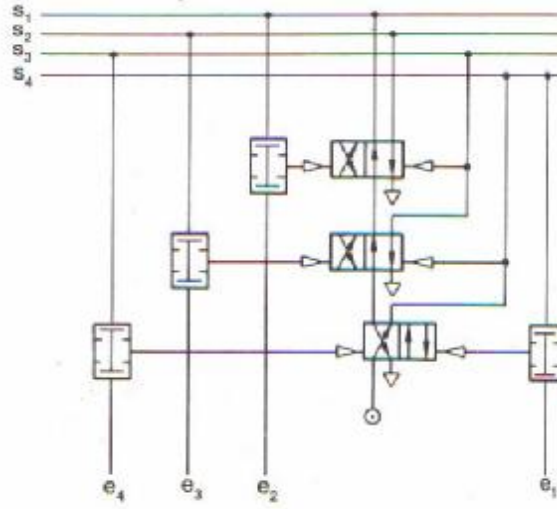 S₁
S₂
S₃
S₄
e₄ e₃ e₂ e₁